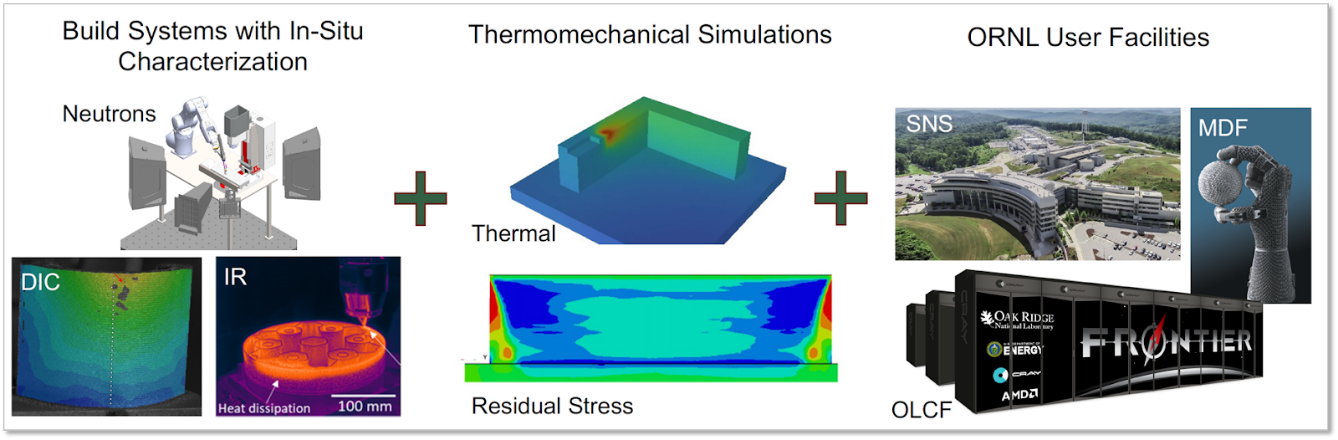 Build Systems with In-Situ
Characterization
Neutrons
DIC
IR
Heat dissipation
100 mm
Thermomechanical Simulations
Thermal
Residual Stress
ORNL User Facilities
SNS
MDF
OAK RIDGE
National Laboratory
ENERGY
CRAY
AMD
FRONTIER
OLCF